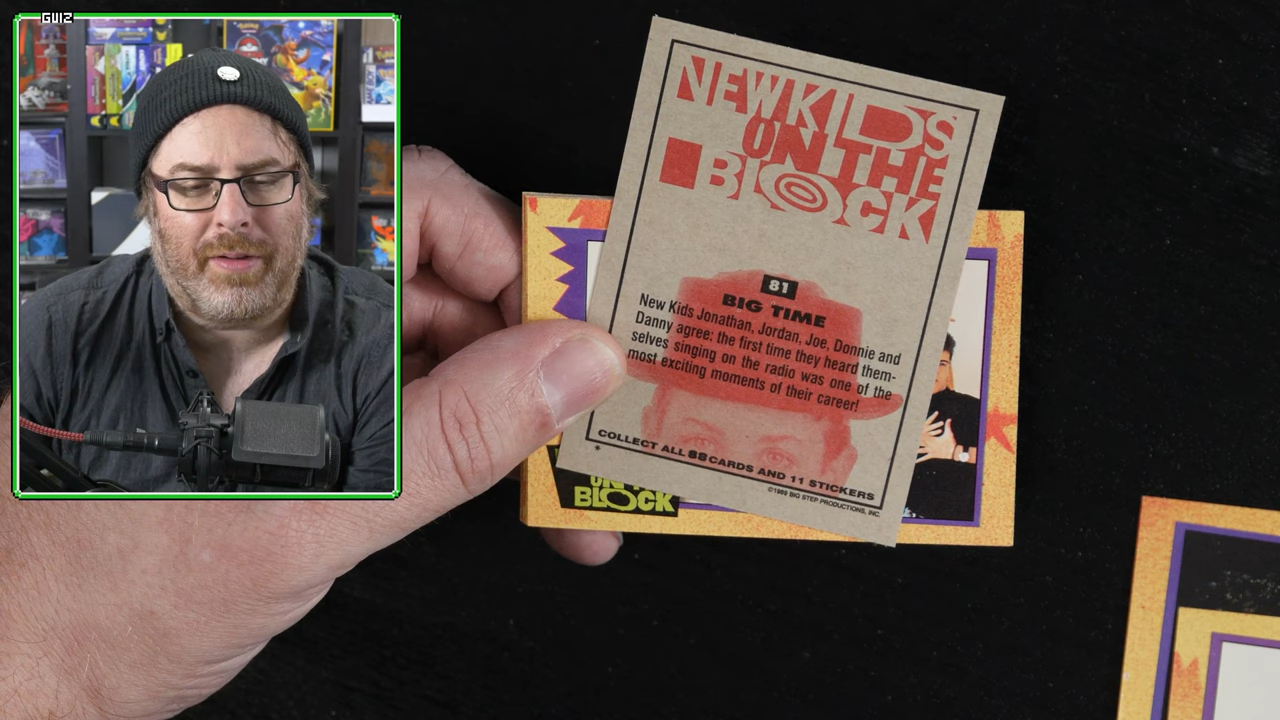 GWIZ
NEW KIDS
ON THE
BLOCK
81
BIG TIME
New Kids Jonathan, Jordan, Joe, Donnie and
Danny agree: the first time they heard them-
selves singing on the radio was one of the
most exciting moments of their career!
COLLECT ALL 88 CARDS AND 11 STICKERS
©1989 BIG STEP PRODUCTIONS, INC.
BLOCK